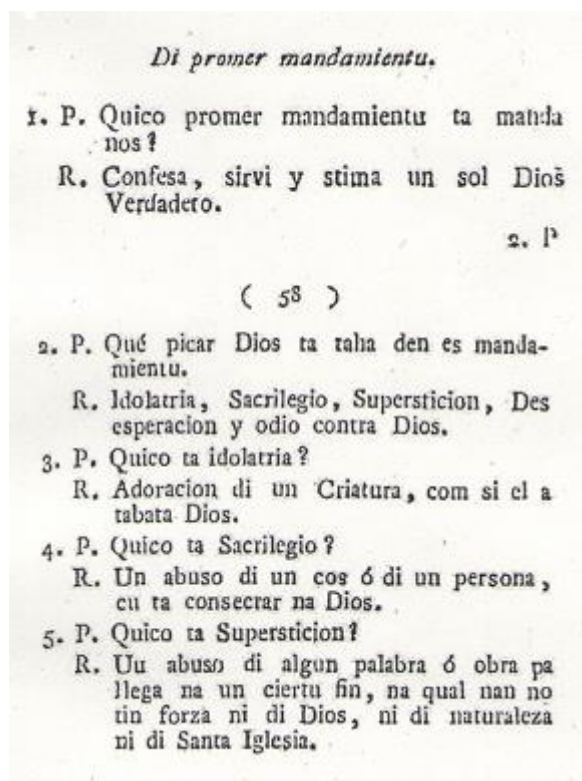 Di promer mandamientu.
1. P. Quico promer mandamientu ta manda
nos?
R. Confesa, sirvi y stima un sol Dios
Verdadero.
2. P
( 58 )
2. P. Qué picar Dios ta taha den es manda-
mientu.
R. Idolatria, Sacrilegio, Supersticion, Des
esperacion y odio contra Dios.
3. P. Quico ta idolatria?
R. Adoracion di un Criatura, com si el a
tabata Dios.
4. P. Quico ta Sacrilegio?
R. Un abuso di un cos ó di un persona,
cu ta consecrar na Dios.
5. P. Quico ta Supersticion?
R. Uu abuso di algun palabra ó obra pa
llega na un ciertu fin, na qual nan no
tin forza ni di Dios, ni di naturaleza
ni di Santa Iglesia.